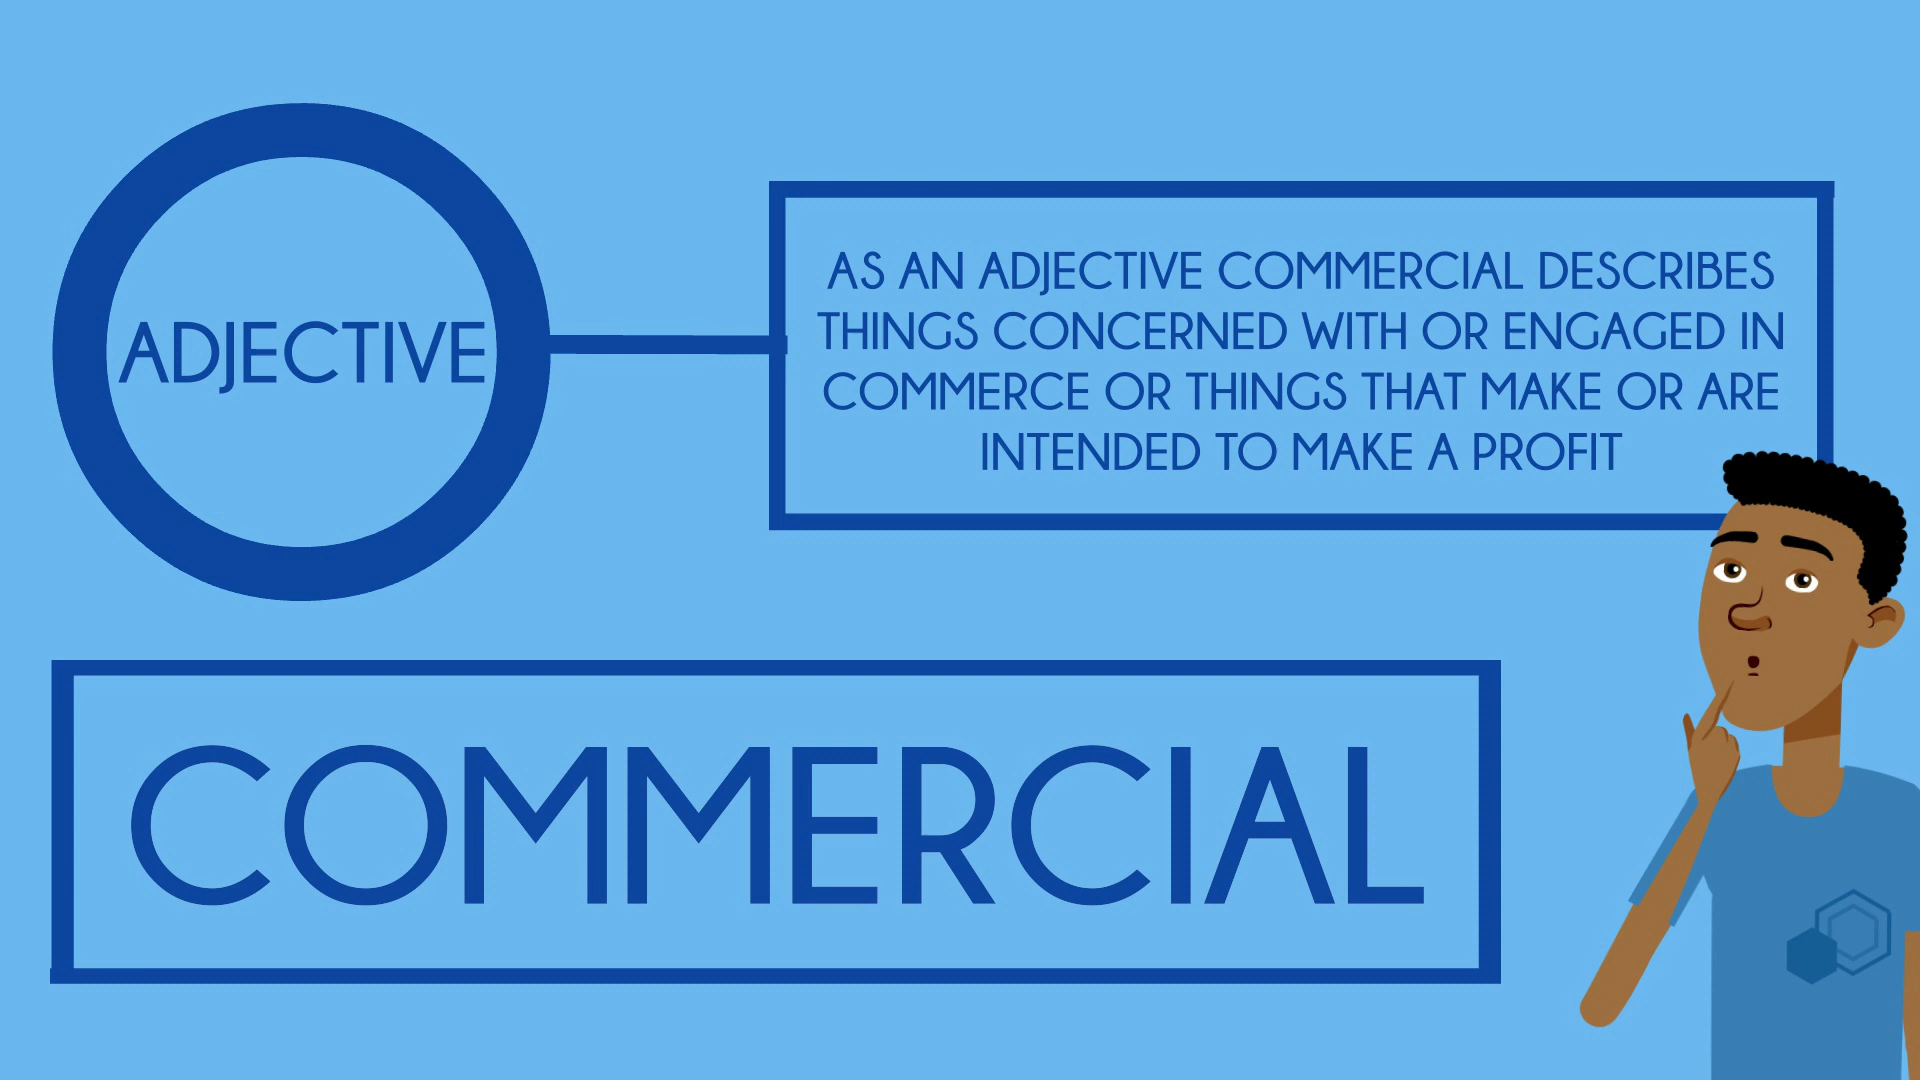 ADJECTIVE
AS AN ADJECTIVE COMMERCIAL DESCRIBES
THINGS CONCERNED WITH OR ENGAGED IN
COMMERCE OR THINGS THAT MAKE OR ARE
INTENDED TO MAKE A PROFIT
COMMERCIAL